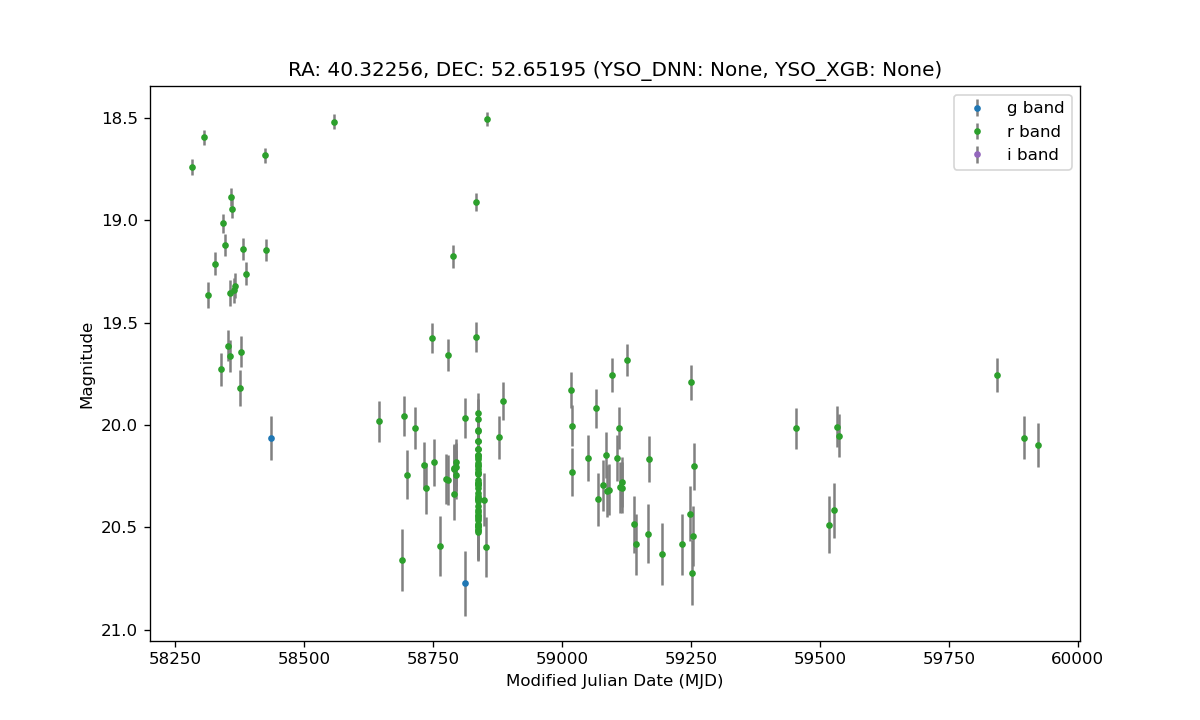 RA: 40.32256, DEC: 52.65195 (YSO_DNN: None, YSO_XGB: None)
g band
r band
i band
18.5
19.0
19.5
20.0
20.5
21.0
Magnitude
58250 58500 58750 59000 59250 59500 59750 60000
Modified Julian Date (MJD)